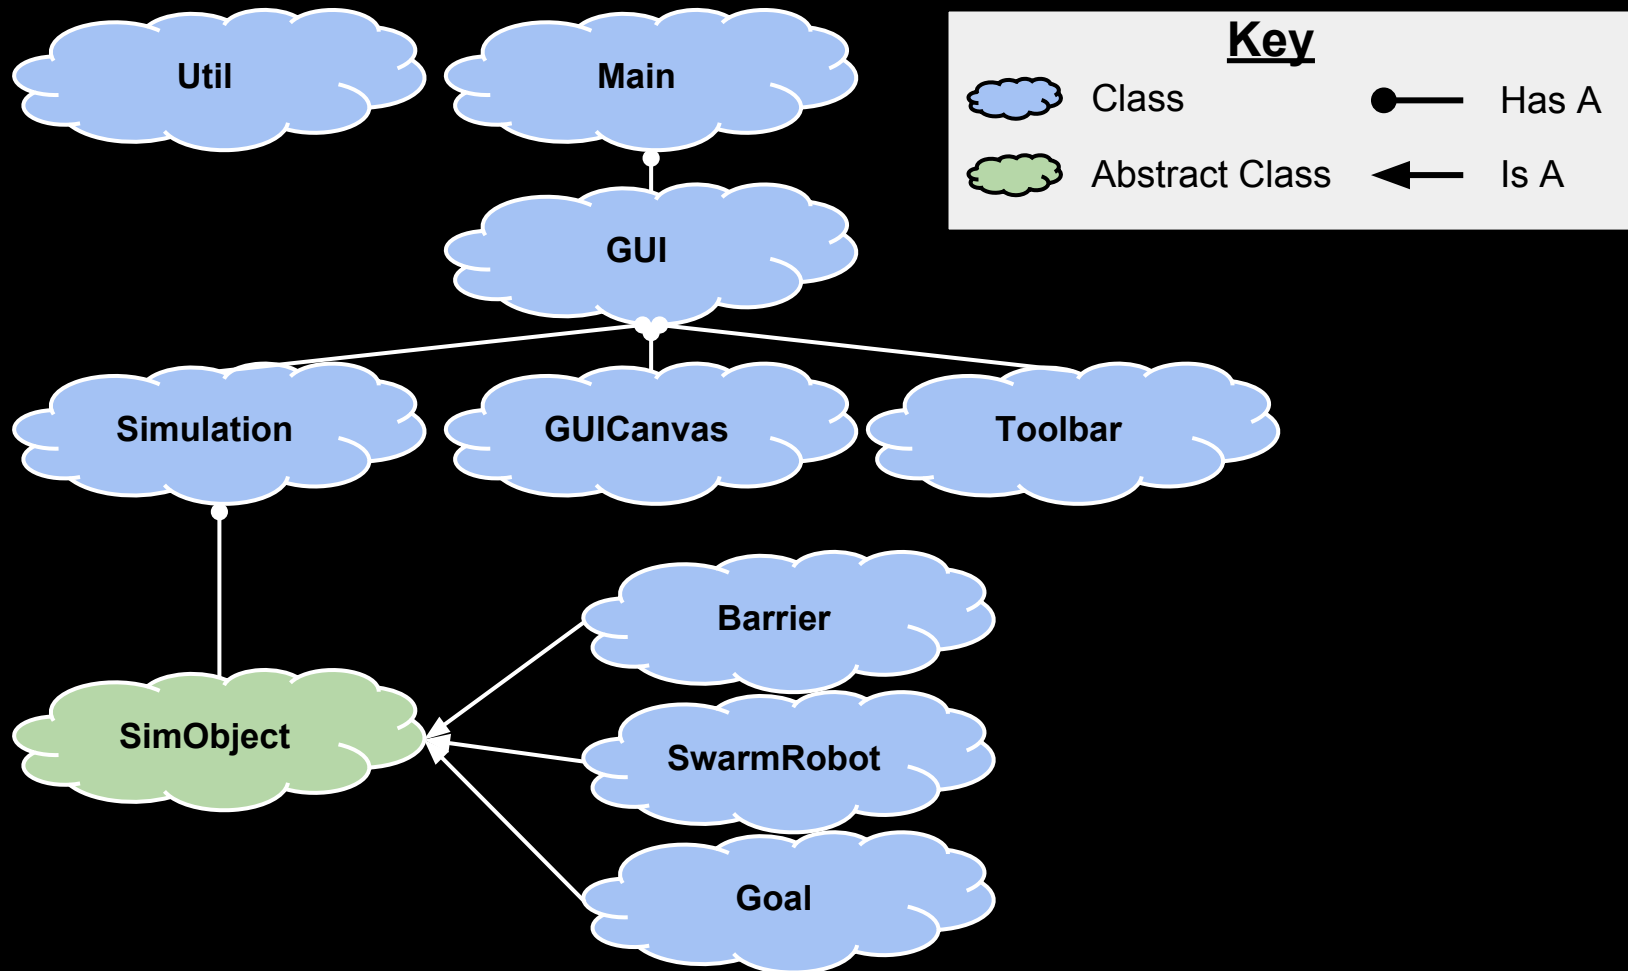 Util
Main
Key
Class
Has A
Abstract Class
Is A
GUI
Simulation
GUICanvas
Toolbar
Barrier
SimObject
SwarmRobot
Goal